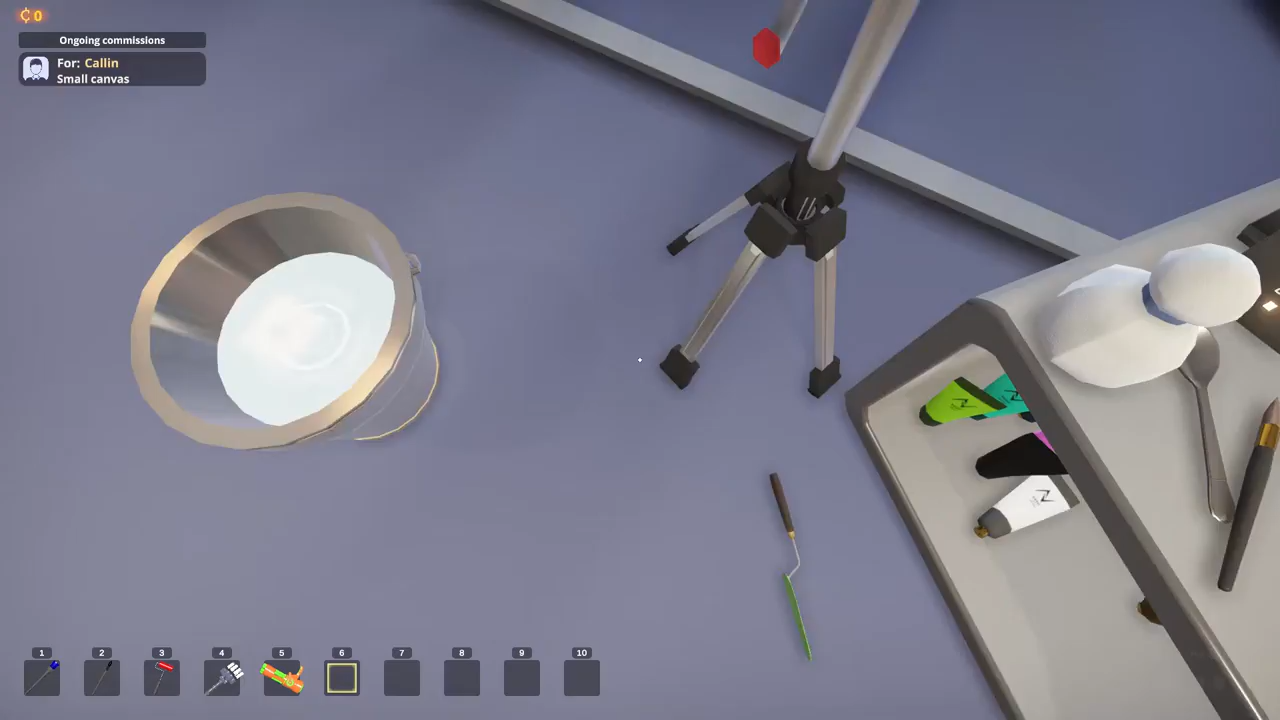 0
Ongoing commissions
For: Callin
Small canvas
1 2 3 4 5 6 7 8 9 10